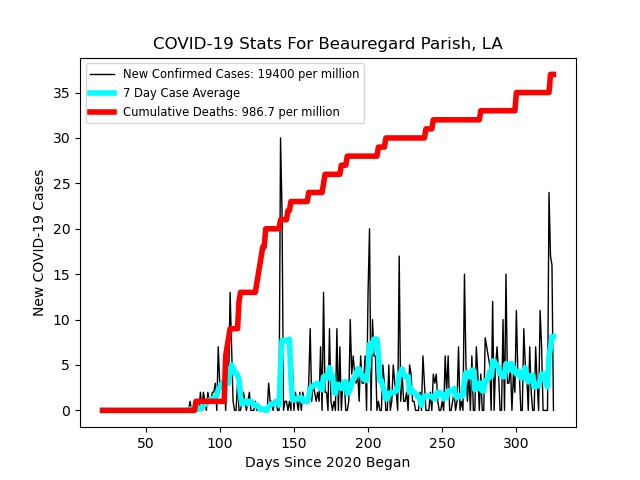 COVID-19 Stats For Beauregard Parish, LA
New Confirmed Cases: 19400 per million
7 Day Case Average
Cumulative Deaths: 986.7 per million
New COVID-19 Cases
35
30
25
20
15
10
5
0
50
100
150
200
250
300
Days Since 2020 Began